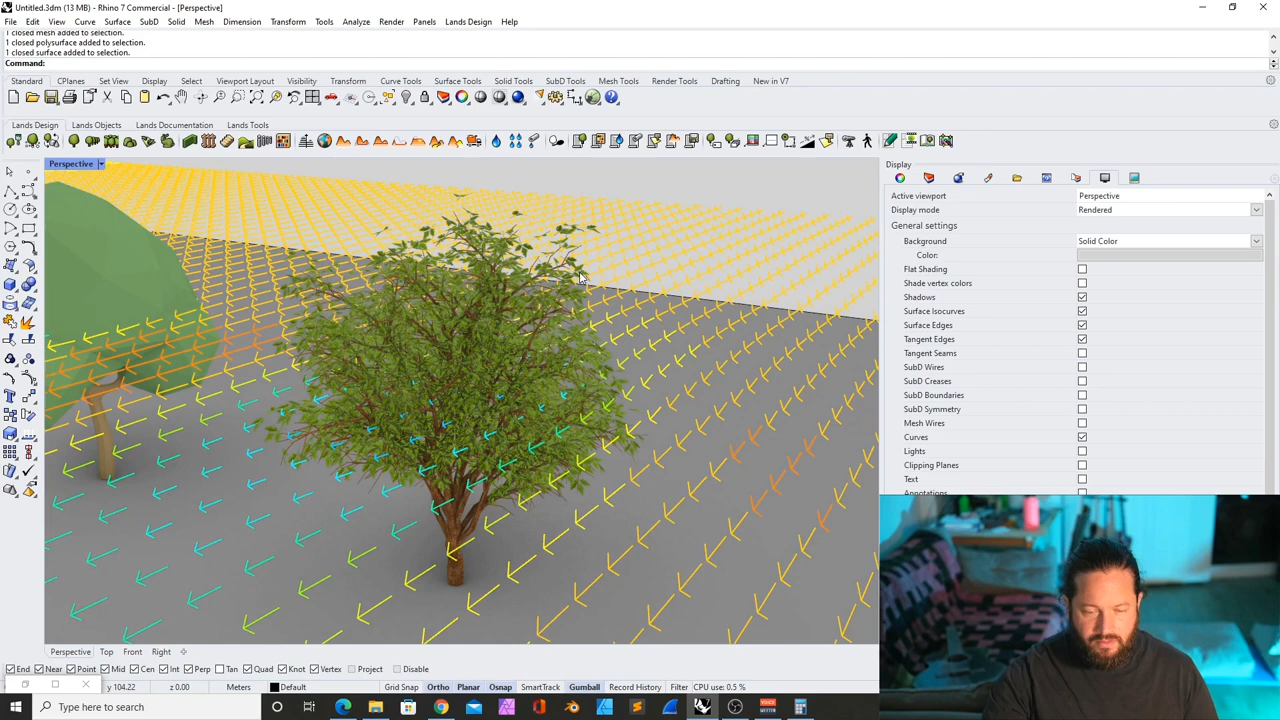 Untitled.3dm (13 MB) - Rhino 7 Commercial - [Perspective]
File Edit View Curve Surface SubD Solid Mesh Dimension Transform Tools Analyze Render Panels Lands Design Help
1 closed mesh added to selection.
1 closed polysurface added to selection.
1 closed surface added to selection.
Command:
Standard CPlanes Set View Display Select Viewport Layout Visibility Transform Curve Tools Surface Tools Solid Tools SubD Tools Mesh Tools Render Tools Drafting New in V7
Lands Design Lands Objects Lands Documentation Lands Tools
Perspective
Display
Active viewport Perspective
Display mode Rendered
General settings
Background Solid Color
Color:
Flat Shading
Shade vertex colors
Shadows
Surface Isocurves
Surface Edges
Tangent Edges
Tangent Seams
SubD Wires
SubD Creases
SubD Boundaries
SubD Symmetry
Mesh Wires
Curves
Lights
Clipping Planes
Text
Annotations
Perspective Top Front Right
End Near Point Mid Cen Int Perp Tan Quad Knot Vertex Project Disable
y 104.22 z 0.00 Meters Default Grid Snap Ortho Planar Osnap SmartTrack Gumball Record History Filter CPU use: 0.5 %
Type here to search